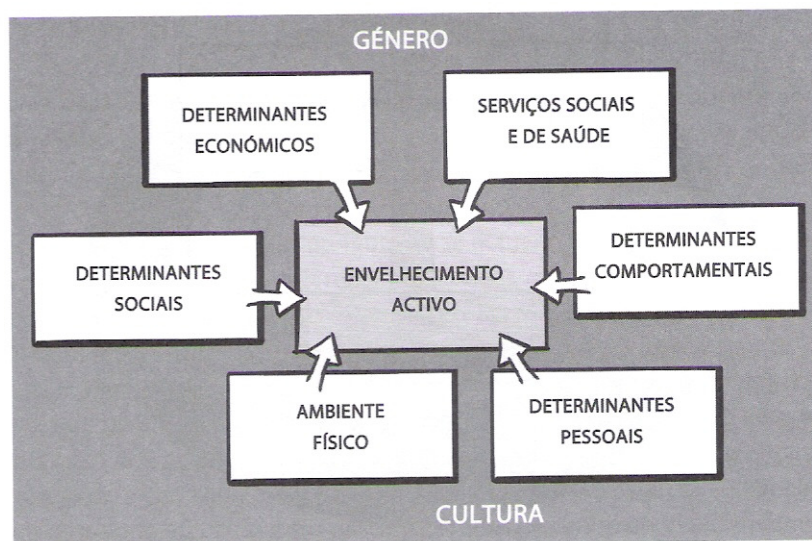 GÉNERO
DETERMINANTES
ECONÓMICOS
SERVIÇOS SOCIAIS
E DE SAÚDE
DETERMINANTES
SOCIAIS
ENVELHECIMENTO
ACTIVO
DETERMINANTES
COMPORTAMENTAIS
AMBIENTE
FÍSICO
DETERMINANTES
PESSOAIS
CULTURA